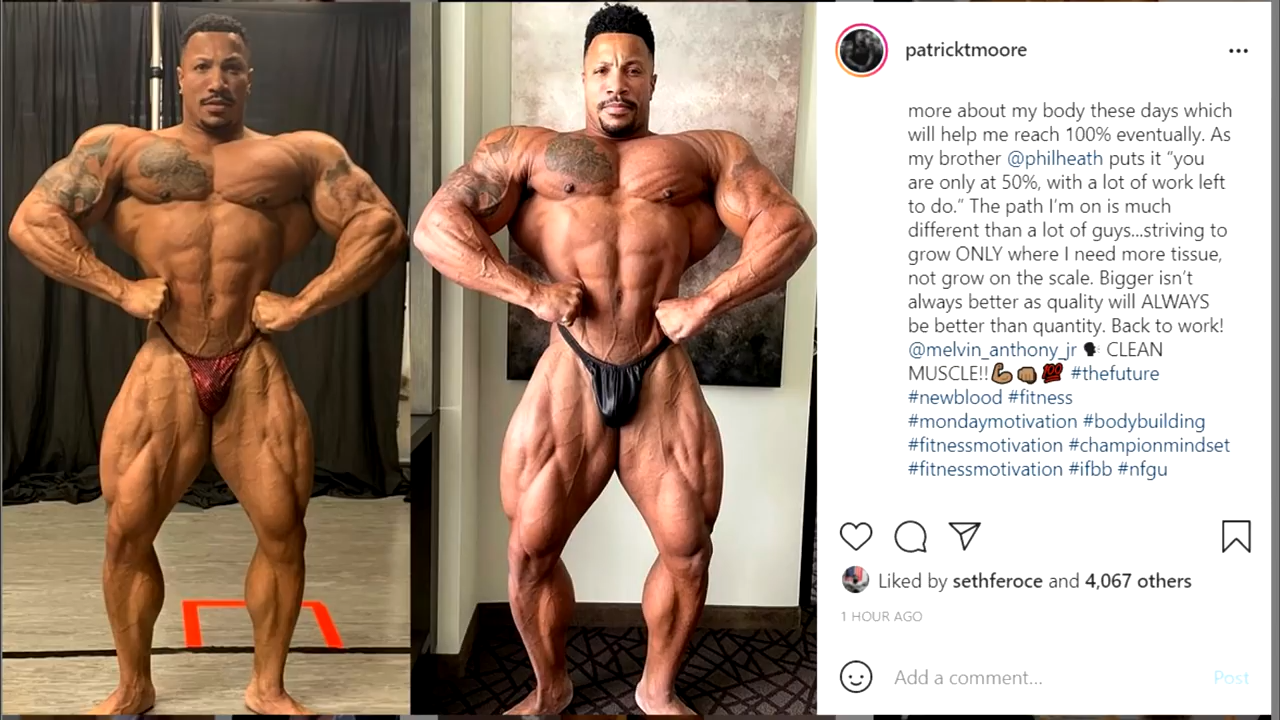 patricktmoore
more about my body these days which
will help me reach 100% eventually. As
my brother @philheath puts it “you
are only at 50%, with a lot of work left
to do.“ The path I’m on is much
different than a lot of guys...striving to
grow ONLY where I need more tissue,
not grow on the scale. Bigger isn’t
always better as quality will ALWAYS
be better than quantity. Back to work!
@melvin_anthony_jr 🗣 CLEAN
MUSCLE!!💪🏽👊🏽💯 #thefuture
#newblood #fitness
#mondaymotivation #bodybuilding
#fitnessmotivation #championmindset
#fitnessmotivation #ifbb #nfgu
Liked by sethferoce and 4,067 others
1 HOUR AGO
Add a comment...
Post